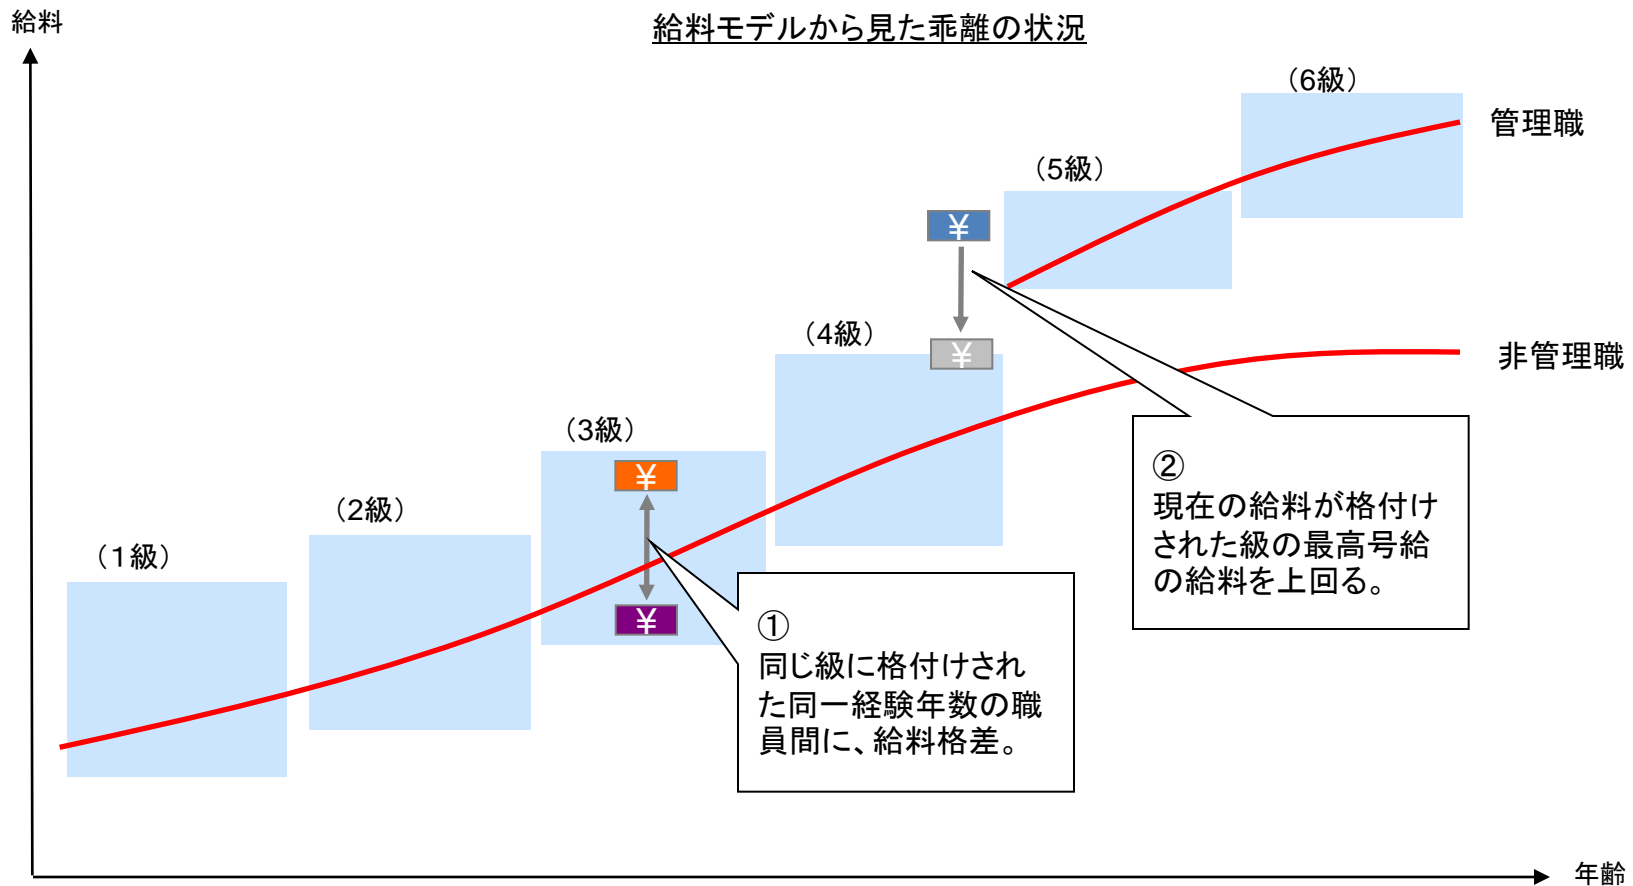 給料
給料モデルから見た乖離の状況
（6級）
管理職
（5級）
￥
（4級）
￥
非管理職
（3級）
￥
②
現在の給料が格付け
された級の最高号給
の給料を上回る。
（2級）
（１級）
￥
①
同じ級に格付けされ
た同一経験年数の職
員間に、給料格差。
年齢